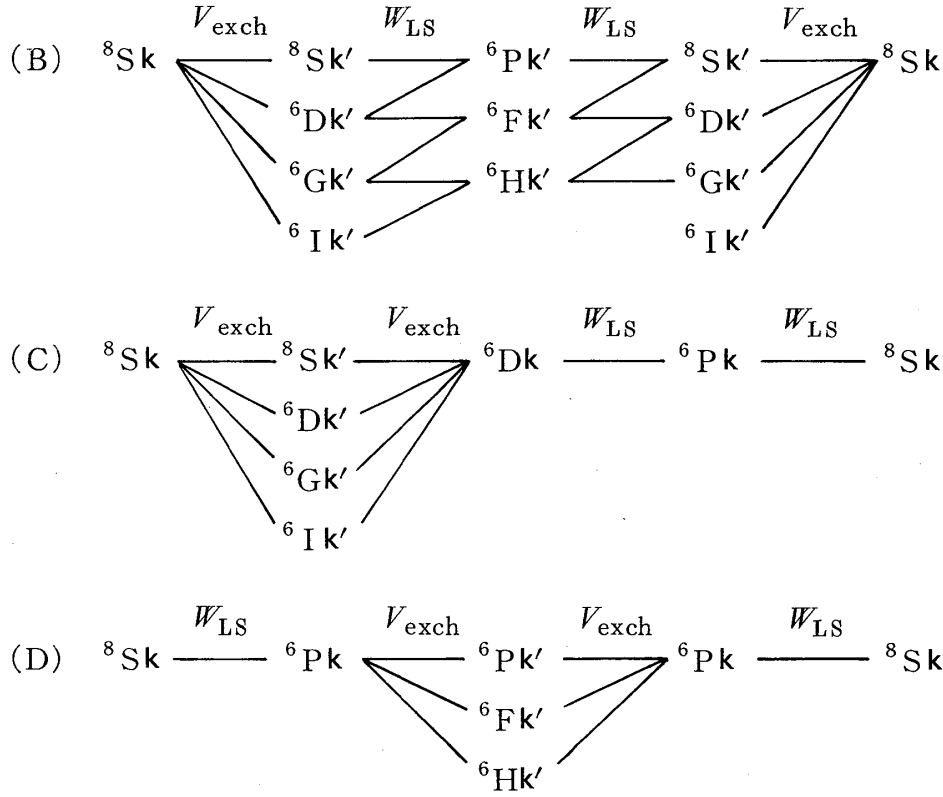 V_exch W_LS W_LS V_exch
(B) ⁸Sk ⁸Sk′ ⁶Pk′ ⁸Sk′ ⁸Sk
⁶Dk′ ⁶Fk′ ⁶Dk′
⁶Gk′ ⁶Hk′ ⁶Gk′
⁶Ik′ ⁶Ik′
V_exch V_exch W_LS W_LS
(C) ⁸Sk ⁸Sk′ ⁶Dk ⁶Pk ⁸Sk
⁶Dk′
⁶Gk′
⁶Ik′
W_LS V_exch V_exch W_LS
(D) ⁸Sk ⁶Pk ⁶Pk′ ⁶Pk ⁸Sk
⁶Fk′
⁶Hk′